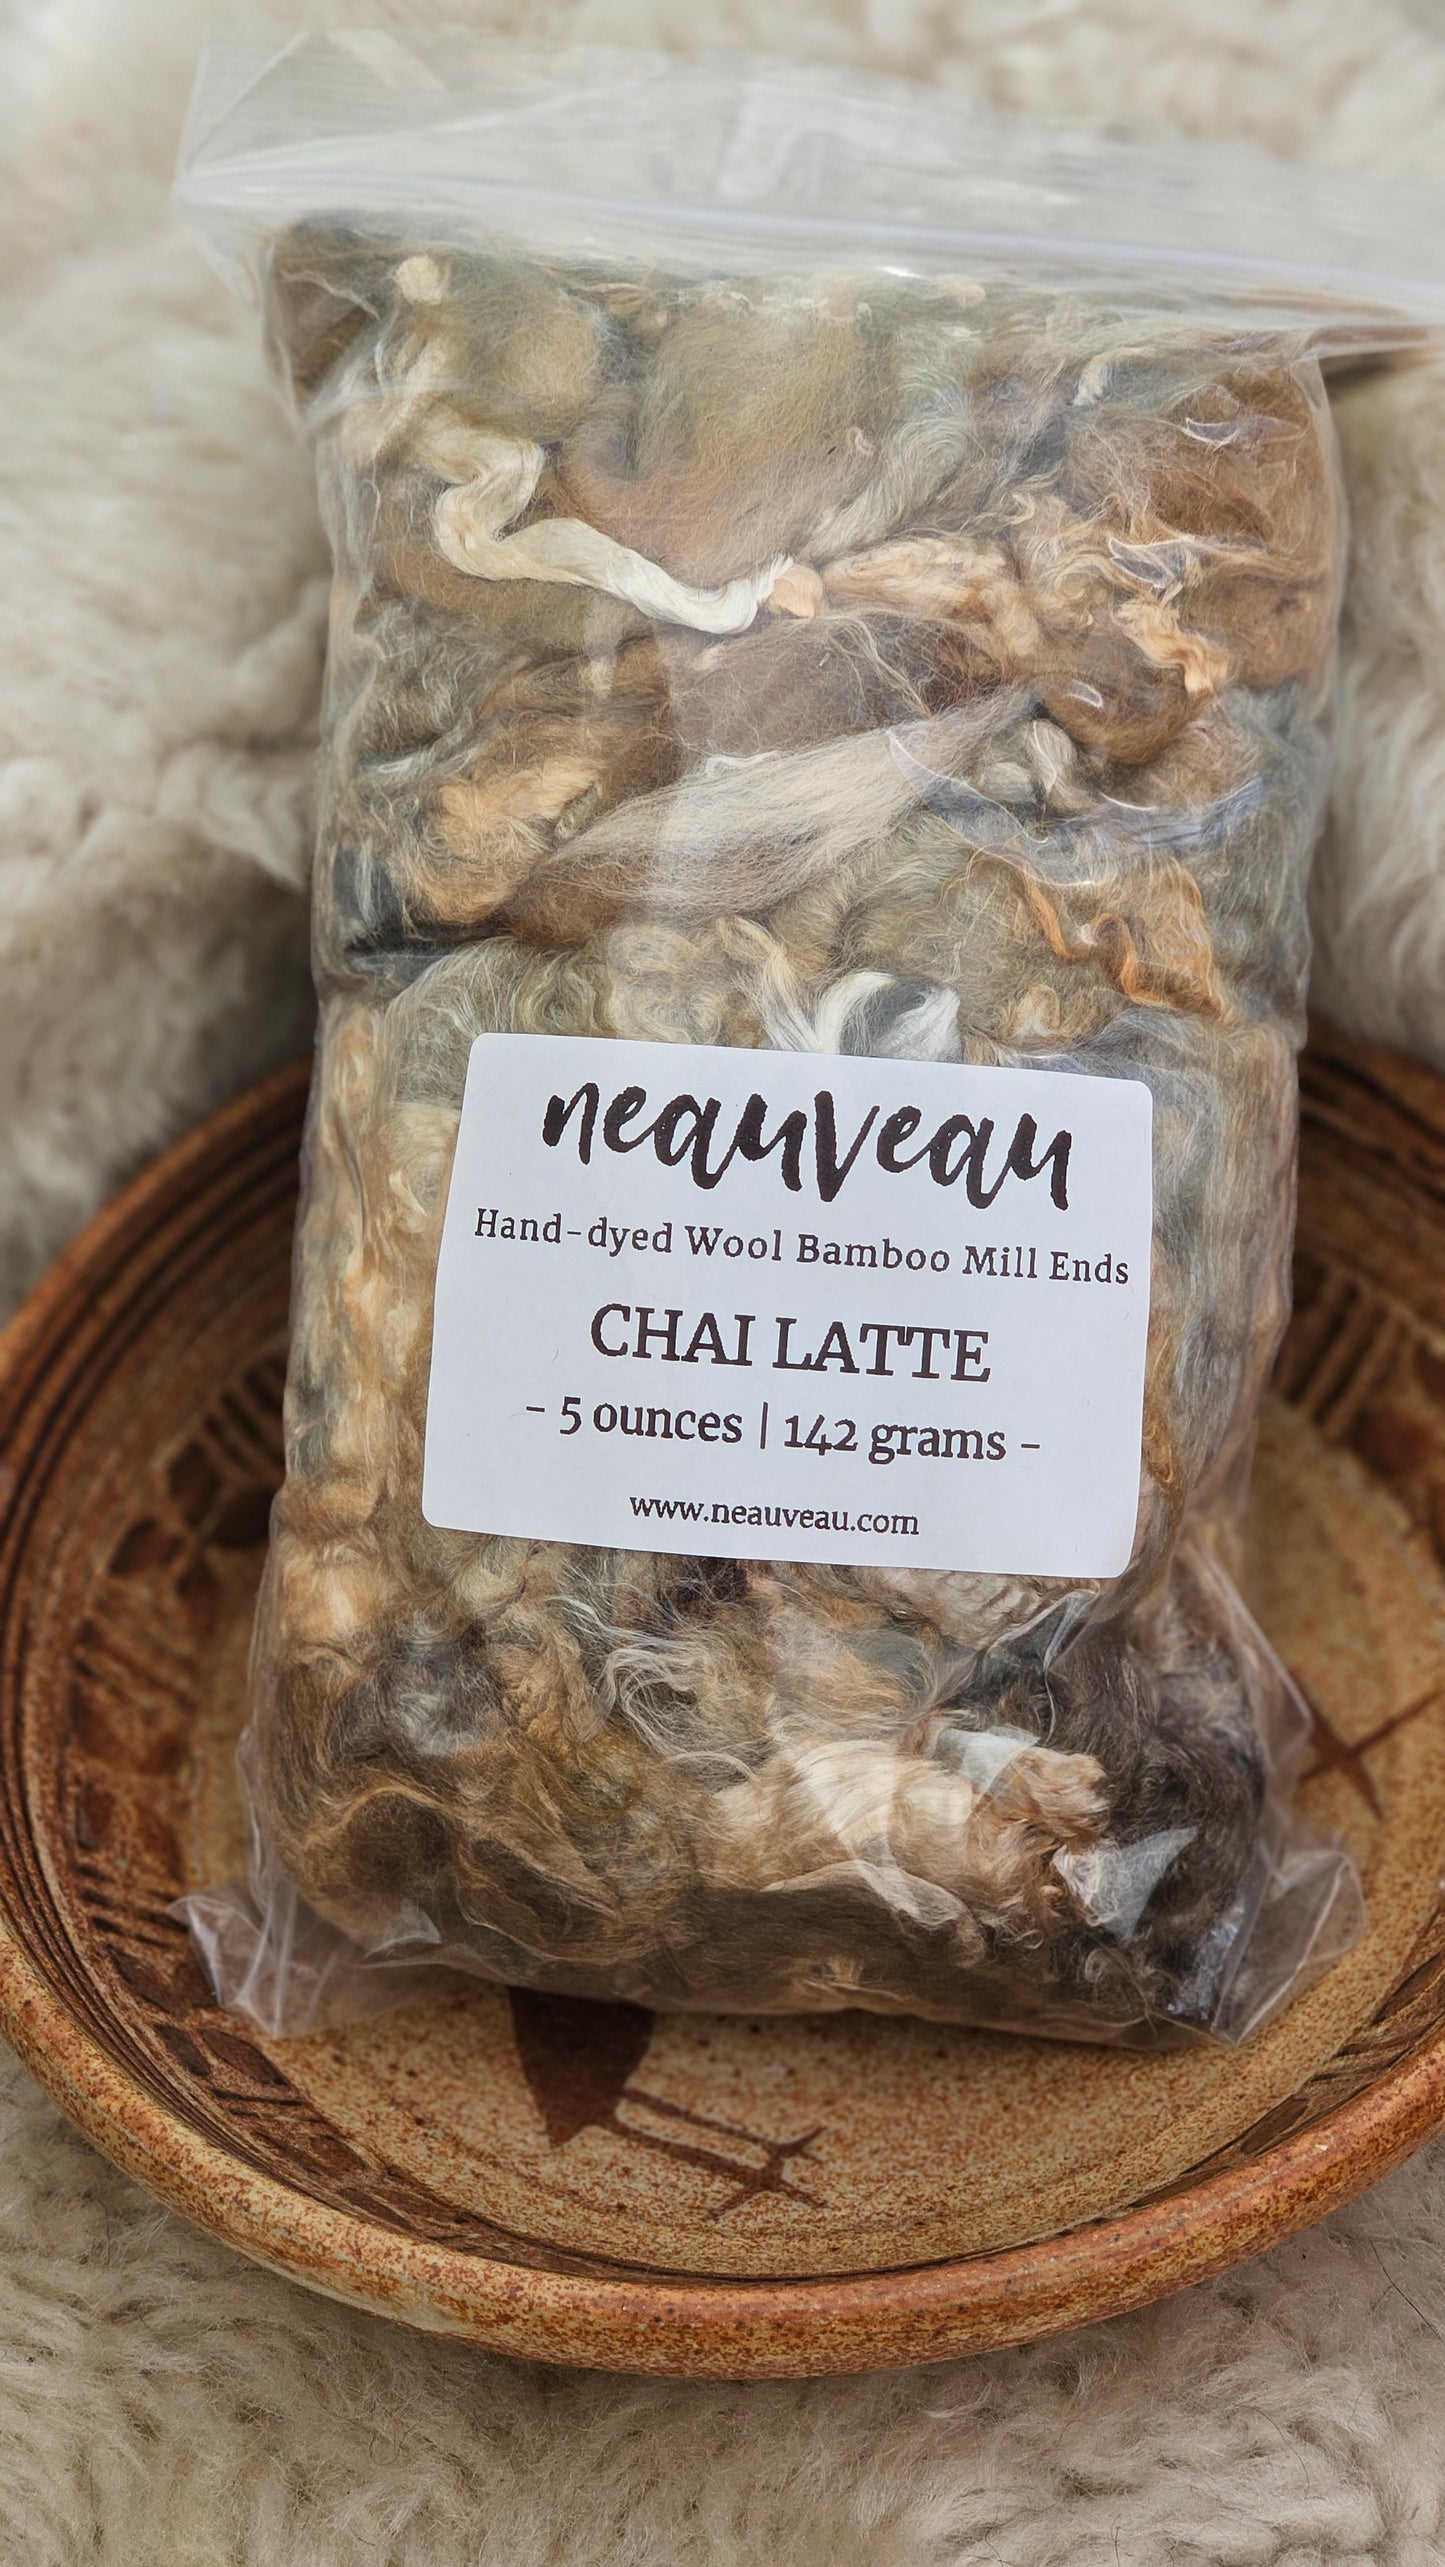 neauveau
Hand-dyed Wool Bamboo Mill Ends
CHAI LATTE
- 5 ounces | 142 grams -
www.neauveau.com